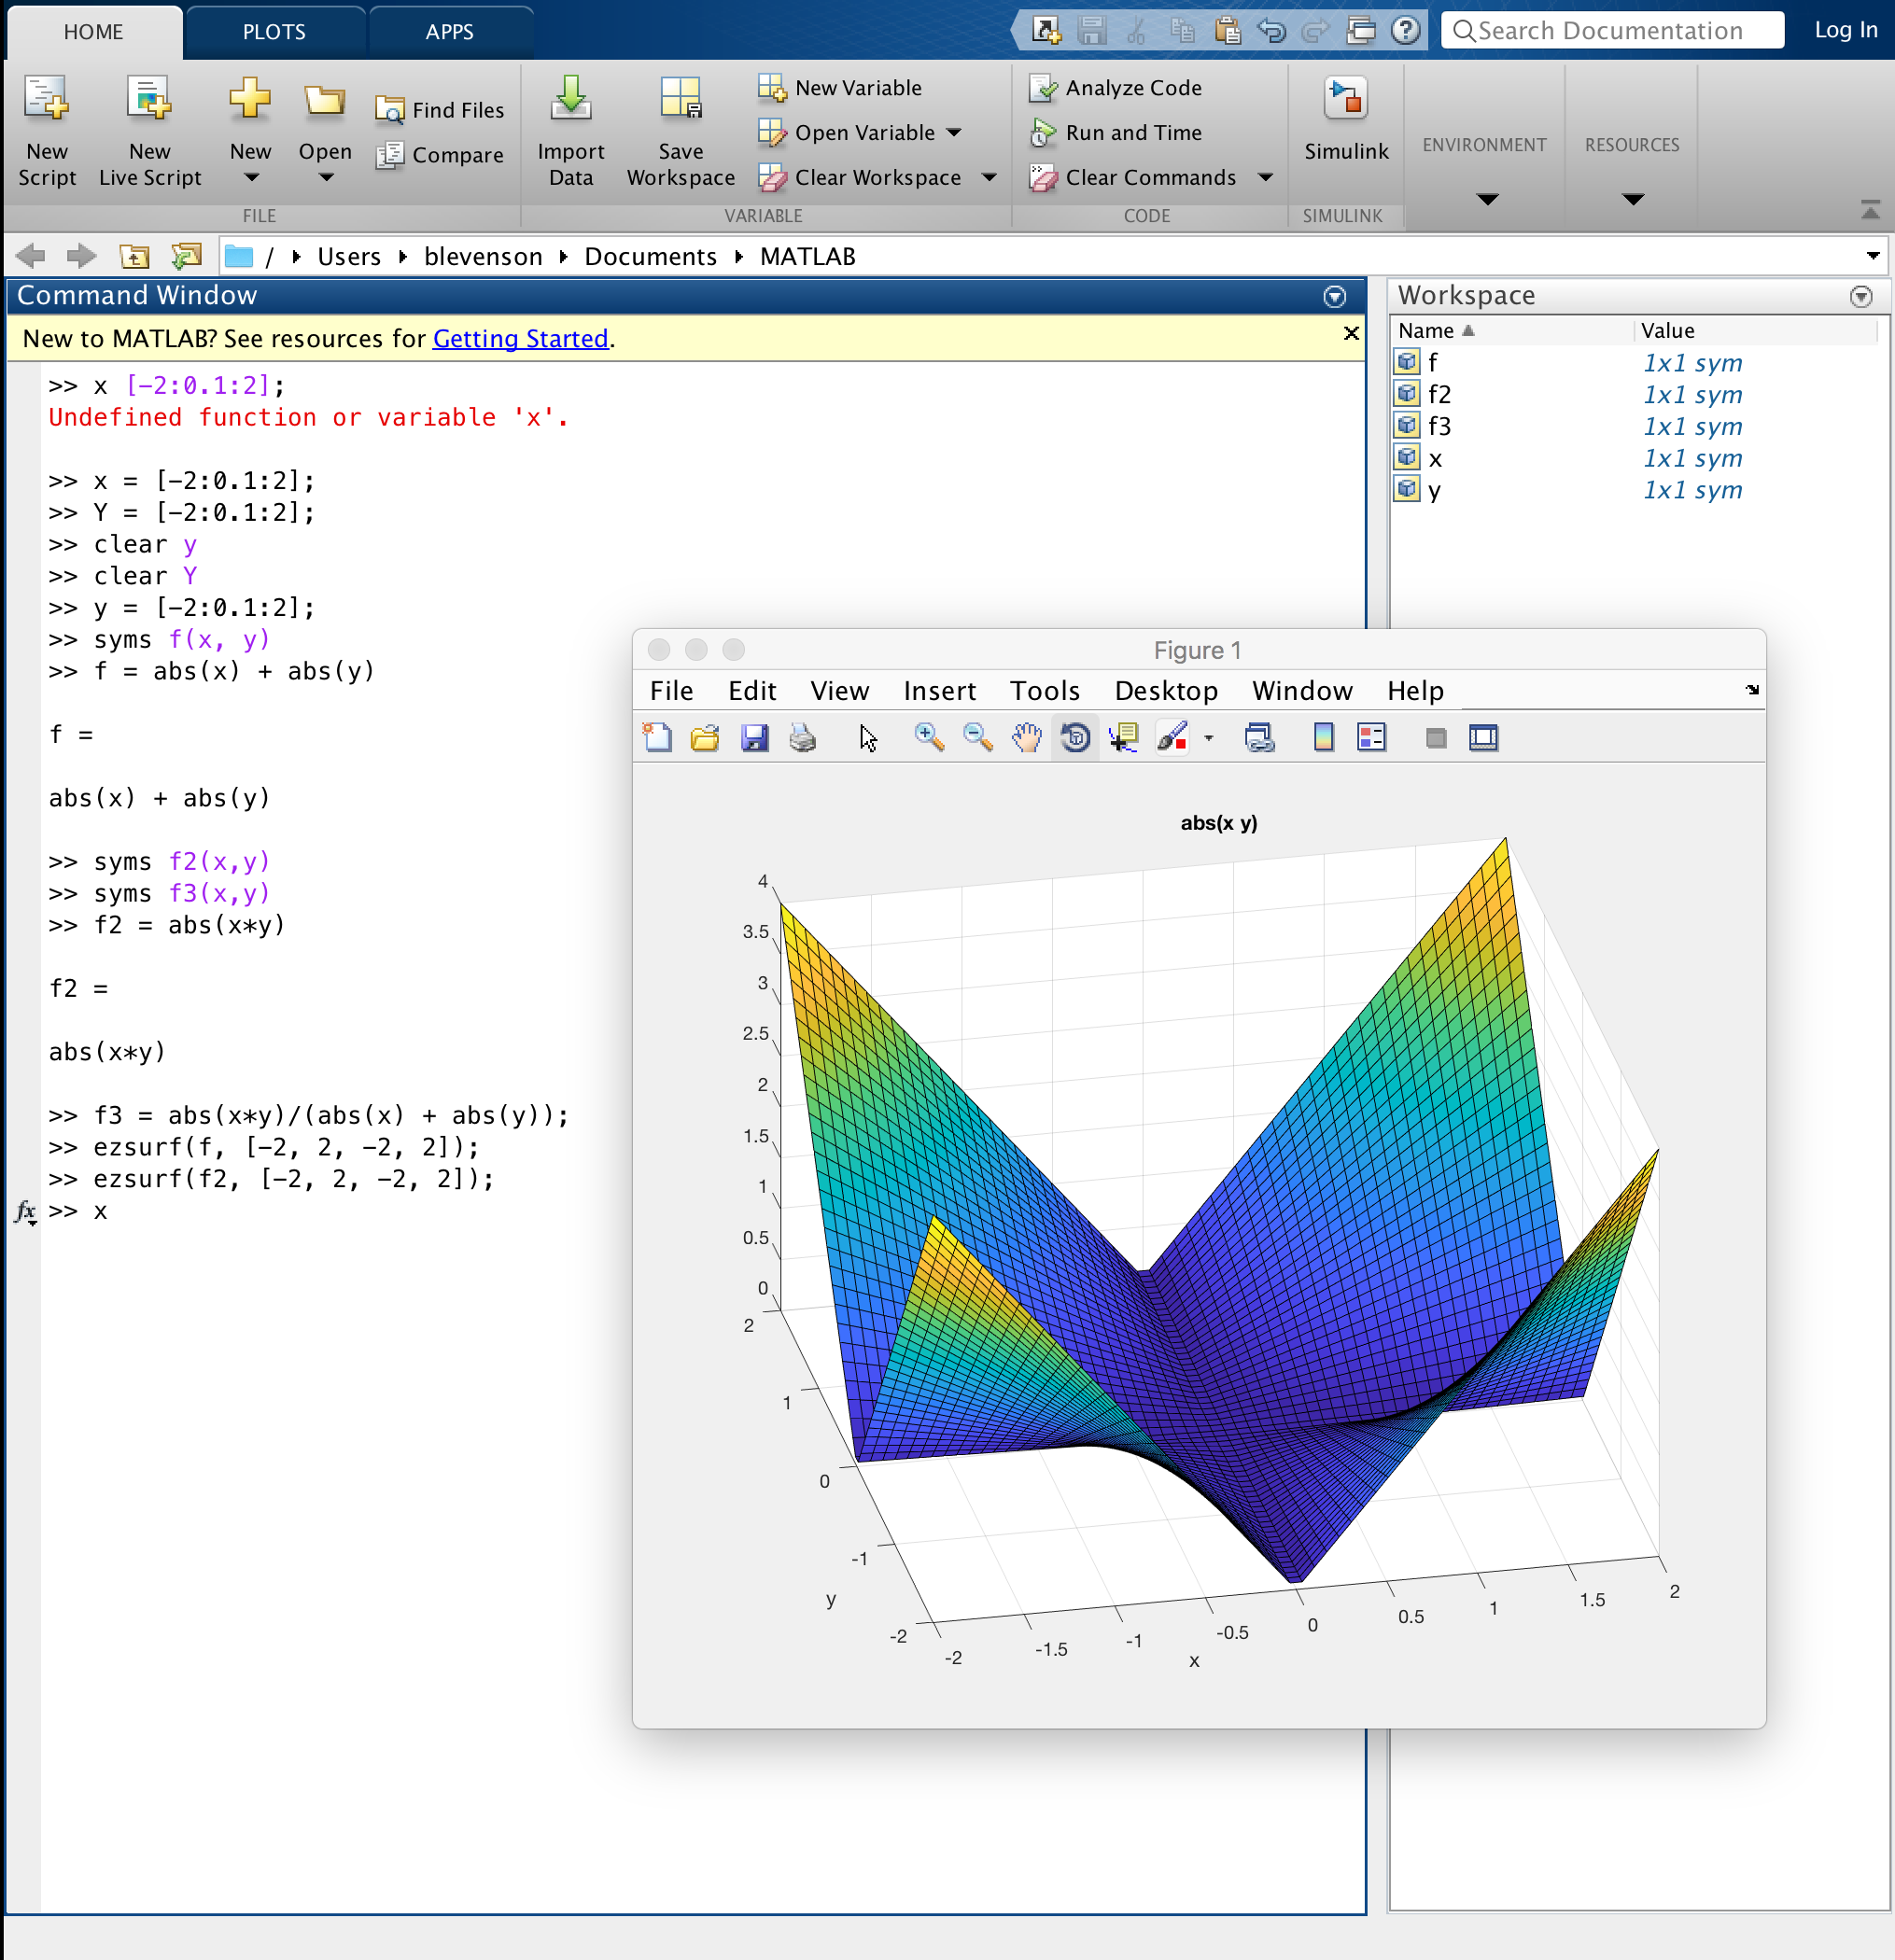 HOME PLOTS APPS Search Documentation Log In
New Script New Live Script New Open Find Files Compare
Import Data Save Workspace New Variable Open Variable Clear Workspace
Analyze Code Run and Time Clear Commands
Simulink ENVIRONMENT RESOURCES
FILE VARIABLE CODE SIMULINK
/ Users blevenson Documents MATLAB
Command Window
New to MATLAB? See resources for Getting Started.
>> x [-2:0.1:2];
Undefined function or variable 'x'.
>> x = [-2:0.1:2];
>> Y = [-2:0.1:2];
>> clear y
>> clear Y
>> y = [-2:0.1:2];
>> syms f(x, y)
>> f = abs(x) + abs(y)
f =
abs(x) + abs(y)
>> syms f2(x,y)
>> syms f3(x,y)
>> f2 = abs(x*y)
f2 =
abs(x*y)
>> f3 = abs(x*y)/(abs(x) + abs(y));
>> ezsurf(f, [-2, 2, -2, 2]);
>> ezsurf(f2, [-2, 2, -2, 2]);
fx >> x
Workspace
Name Value
f 1x1 sym
f2 1x1 sym
f3 1x1 sym
x 1x1 sym
y 1x1 sym
Figure 1
File Edit View Insert Tools Desktop Window Help
abs(x y)
4
3.5
3
2.5
2
1.5
1
0.5
0
2
1
0
-1
-2
y
-2 -1.5 -1 -0.5 0 0.5 1 1.5 2
x